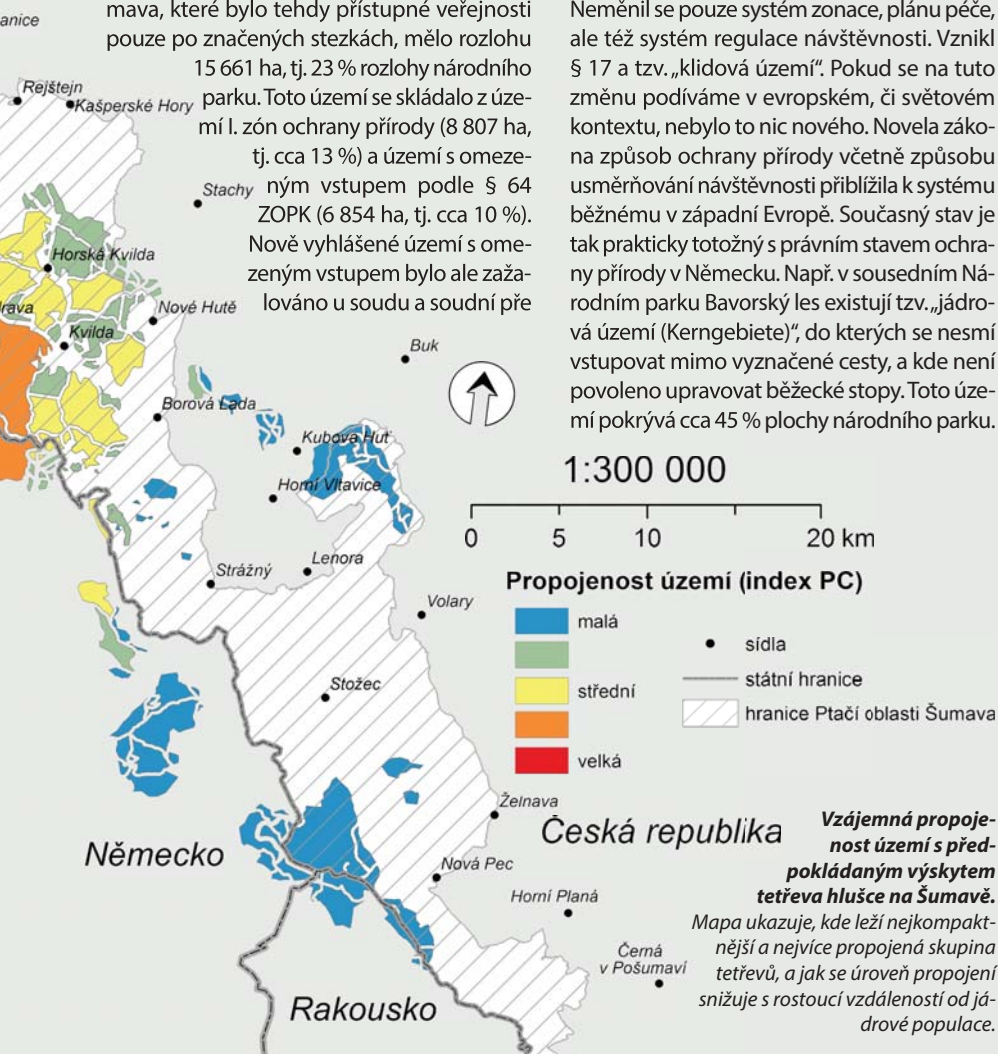 mava, které bylo tehdy přístupné veřejnosti
pouze po značených stezkách, mělo rozlohu
15 661 ha, tj. 23 % rozlohy národního
parku. Toto území se skládalo z úze-
mí I. zón ochrany přírody (8 807 ha,
tj. cca 13 %) a území s omeze-
ným vstupem podle § 64
ZOPK (6 854 ha, tj. cca 10 %).
Nově vyhlášené území s ome-
zeným vstupem bylo ale zaža-
lováno u soudu a soudní pře
Neměnil se pouze systém zonace, plánu péče,
ale též systém regulace návštěvnosti. Vznikl
§ 17 a tzv. „klidová území“. Pokud se na tuto
změnu podíváme v evropském, či světovém
kontextu, nebylo to nic nového. Novela záko-
na způsob ochrany přírody včetně způsobu
usměrňování návštěvnosti přiblížila k systému
běžnému v západní Evropě. Současný stav je
tak prakticky totožný s právním stavem ochra-
ny přírody v Německu. Např. v sousedním Ná-
rodním parku Bavorský les existují tzv. „jádro-
vá území (Kerngebiete)“, do kterých se nesmí
vstupovat mimo vyznačené cesty, a kde není
povoleno upravovat běžecké stopy. Toto úze-
mí pokrývá cca 45 % plochy národního parku.
anice
Rejštejn
Kašperské Hory
Stachy
Horská Kvilda
rava
Nové Hutě
Kvilda
Buk
Borová Lada
Kubova Huť
Horní Vltavice
Lenora
Strážný
Volary
Stožec
Želnava
Nová Pec
Horní Planá
Černá
v Pošumaví
Německo
Česká republika
Rakousko
1:300 000
0 5 10 20 km
Propojenost území (index PC)
malá
střední
velká
sídla
státní hranice
hranice Ptačí oblasti Šumava
Vzájemná propoje-
nost území s před-
pokládaným výskytem
tetřeva hlušce na Šumavě.
Mapa ukazuje, kde leží nejkompakt-
nější a nejvíce propojená skupina
tetřevů, a jak se úroveň propojení
snižuje s rostoucí vzdáleností od já-
drové populace.